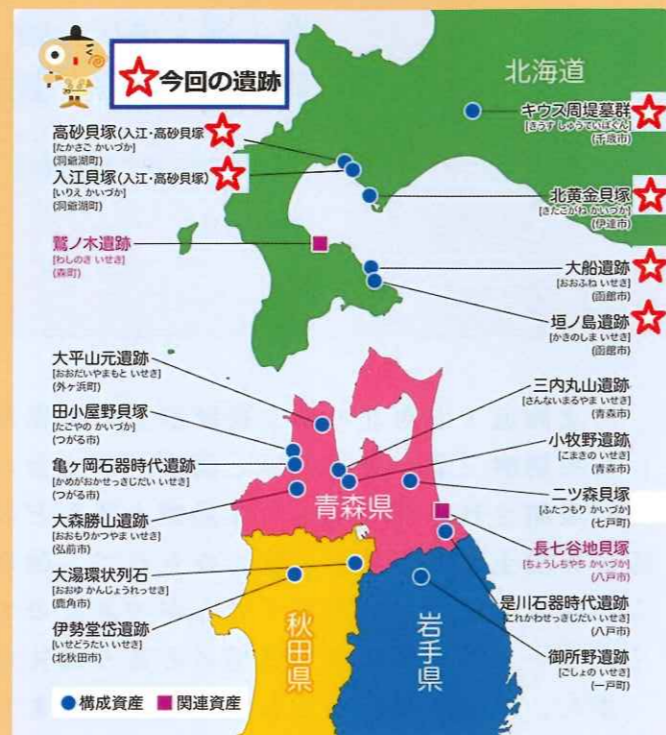 ☆今回の遺跡
北海道
高砂貝塚(入江・高砂貝塚
[たかさご かいづか]
(洞爺湖町)
入江貝塚(入江・高砂貝塚)
[いりえ かいづか]
(洞爺湖町)
鷲ノ木遺跡
[わしのき いせき]
(森町)
キウス周堤墓群
[きうす しゅうていぼぐん]
(千歳市)
北黄金貝塚
[きたこがね かいづか]
(伊達市)
大船遺跡
[おおふね いせき]
(函館市)
垣ノ島遺跡
[かきのしま いせき]
(函館市)
大平山元遺跡
[おおだいやまもと いせき]
(外ヶ浜町)
田小屋野貝塚
[たごやの かいづか]
(つがる市)
亀ヶ岡石器時代遺跡
[かめがおかせっきじだい いせき]
(つがる市)
大森勝山遺跡
[おおもりかつやま いせき]
(弘前市)
大湯環状列石
[おおゆ かんじょうれっせき]
(鹿角市)
伊勢堂岱遺跡
[いせどうたい いせき]
(北秋田市)
三内丸山遺跡
[さんないまるやま いせき]
(青森市)
小牧野遺跡
[こまきの いせき]
(青森市)
二ツ森貝塚
[ふたつもり かいづか]
(七戸町)
長七谷地貝塚
[ちょうしちやち かいづか]
(八戸市)
是川石器時代遺跡
[これかわせっきじだい いせき]
(八戸市)
御所野遺跡
[ごしょの いせき]
(一戸町)
青森県
秋田県
岩手県
●構成資産 ■関連資産